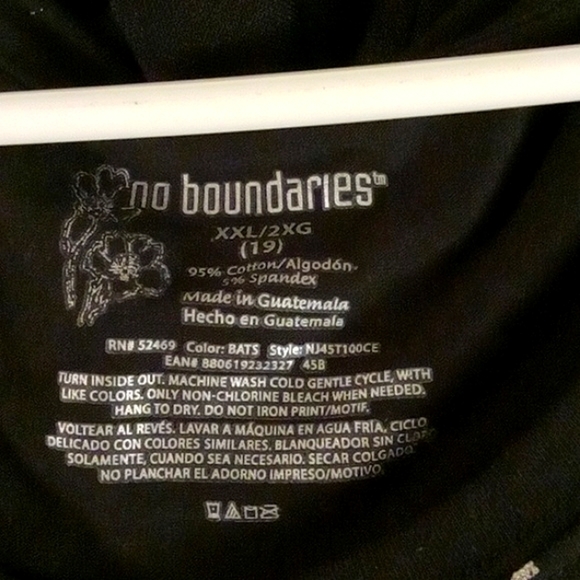 no boundaries™
XXL/2XG
(19)
95% Cotton/Algodón
5% Spandex
Made in Guatemala
Hecho en Guatemala
RN# 52469 Color: BATS Style: NJ45T100CE
EAN# 880619232327 45B
TURN INSIDE OUT. MACHINE WASH COLD GENTLE CYCLE, WITH
LIKE COLORS. ONLY NON-CHLORINE BLEACH WHEN NEEDED.
HANG TO DRY. DO NOT IRON PRINT/MOTIF.
VOLTEAR AL REVÉS. LAVAR A MÁQUINA EN AGUA FRÍA, CICLO
DELICADO CON COLORES SIMILARES. BLANQUEADOR SIN CLORO
SOLAMENTE, CUANDO SEA NECESARIO. SECAR COLGADO.
NO PLANCHAR EL ADORNO IMPRESO/MOTIVO.